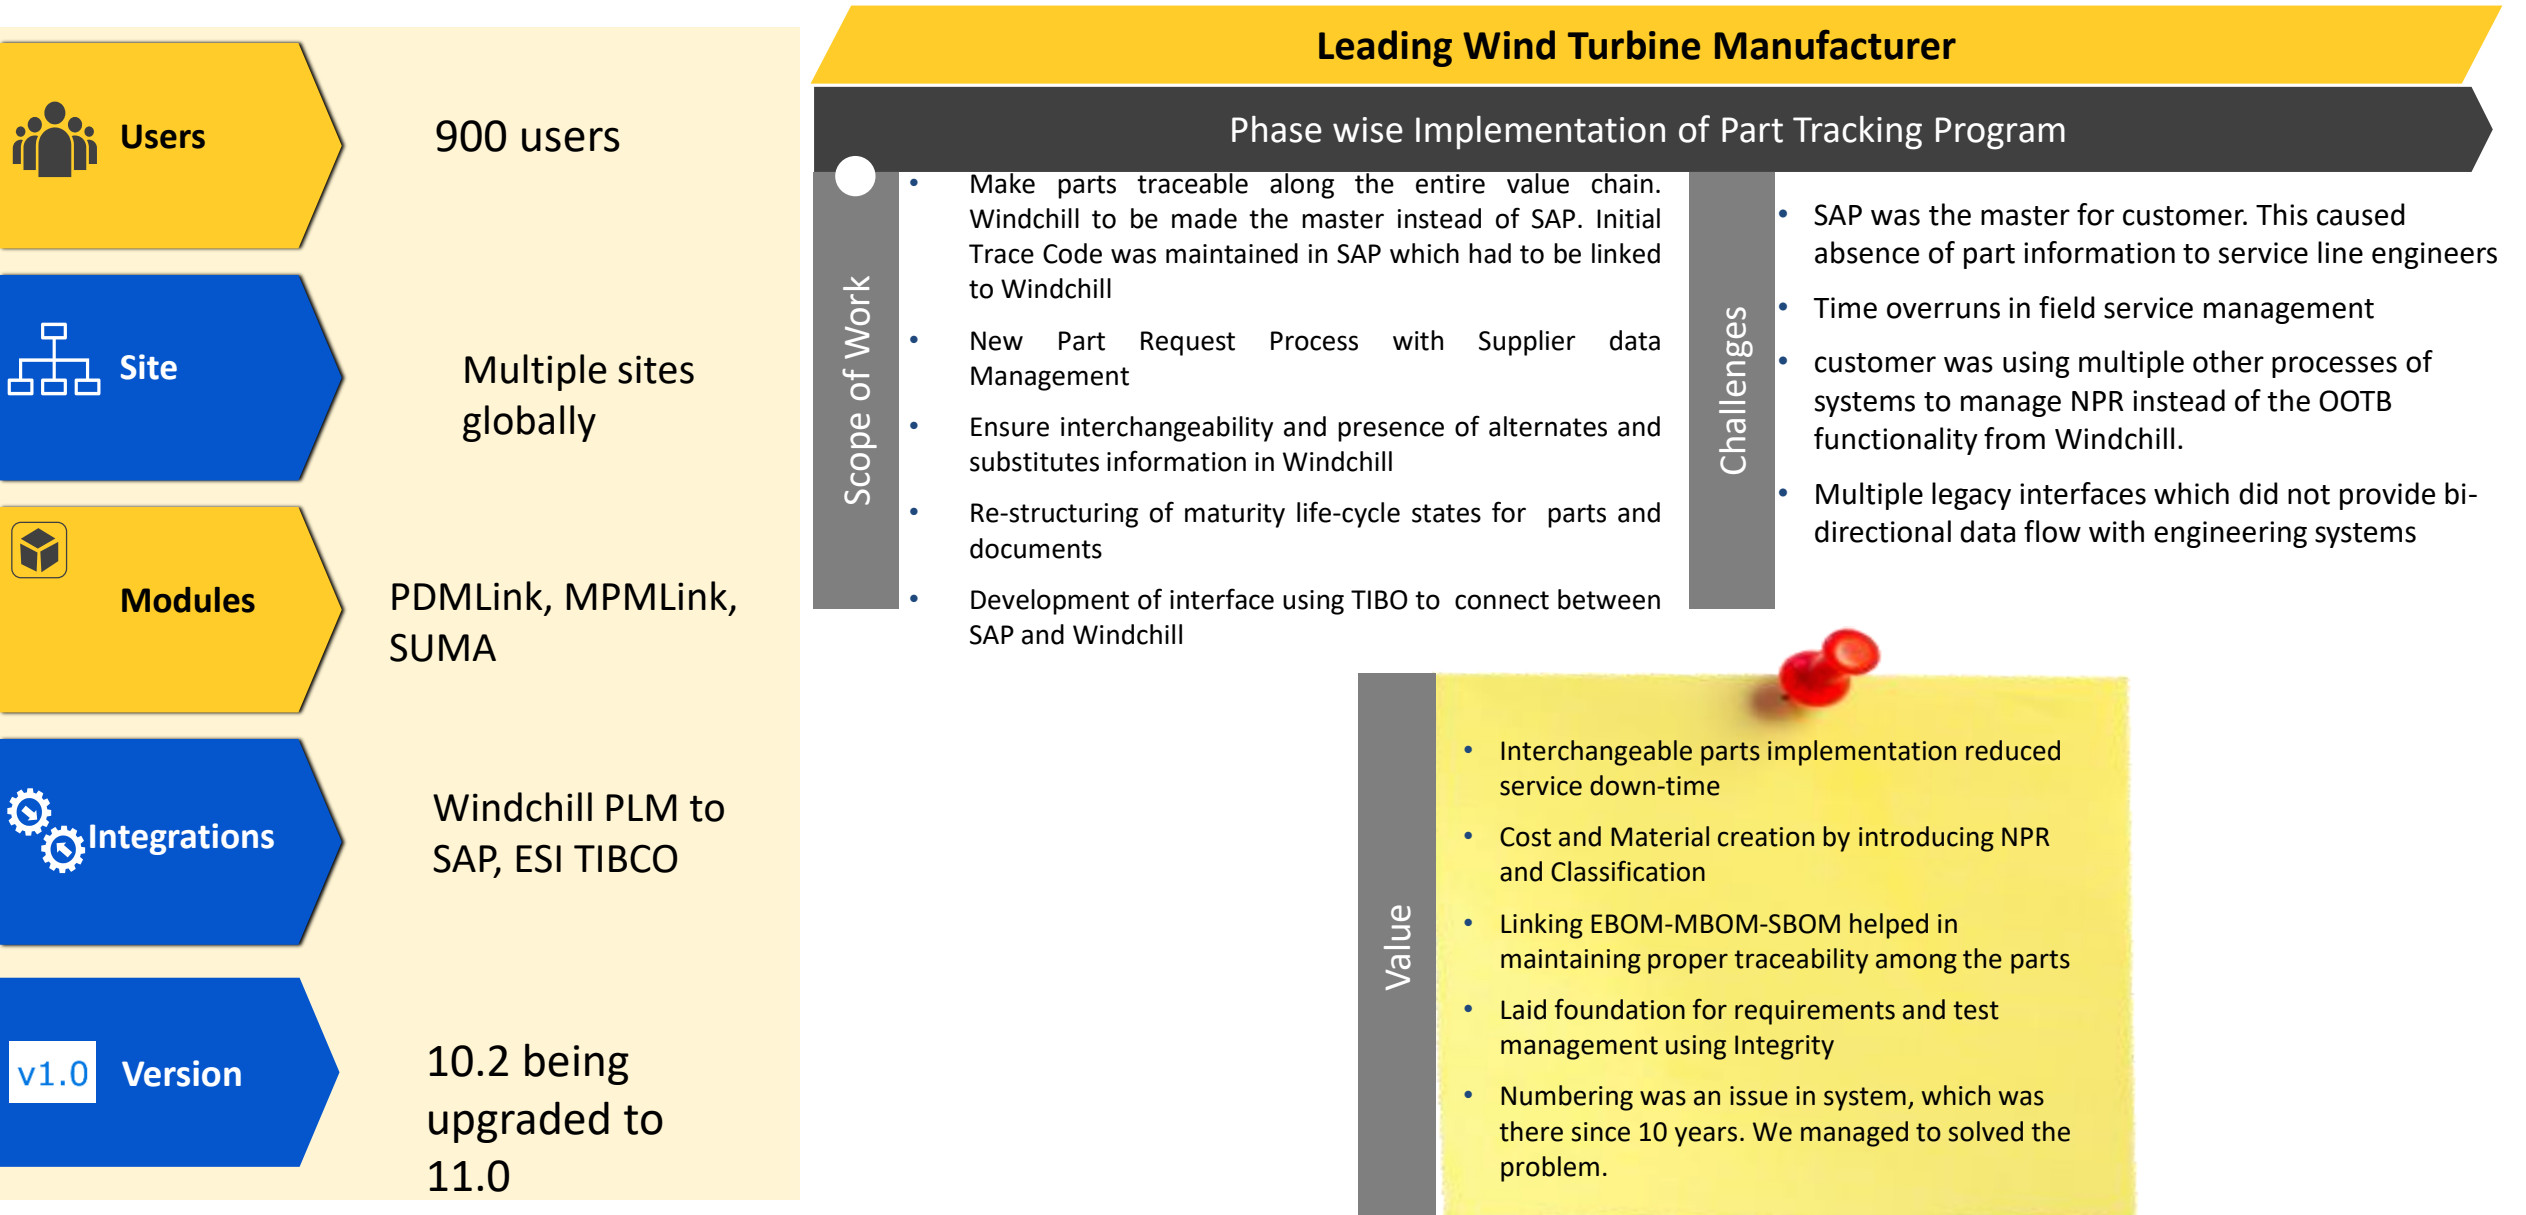 Leading Wind Turbine Manufacturer
Phase wise Implementation of Part Tracking Program
Users
900 users
Site
Multiple sites
globally
Modules
PDMLink, MPMLink,
SUMA
Integrations
Windchill PLM to
SAP, ESI TIBCO
v1.0
Version
10.2 being
upgraded to
11.0
Scope of Work
• Make parts traceable along the entire value chain.
Windchill to be made the master instead of SAP. Initial
Trace Code was maintained in SAP which had to be linked
to Windchill
• New Part Request Process with Supplier data
Management
• Ensure interchangeability and presence of alternates and
substitutes information in Windchill
• Re-structuring of maturity life-cycle states for parts and
documents
• Development of interface using TIBO to connect between
SAP and Windchill
Challenges
• SAP was the master for customer. This caused
absence of part information to service line engineers
• Time overruns in field service management
• customer was using multiple other processes of
systems to manage NPR instead of the OOTB
functionality from Windchill.
• Multiple legacy interfaces which did not provide bi-
directional data flow with engineering systems
Value
• Interchangeable parts implementation reduced
service down-time
• Cost and Material creation by introducing NPR
and Classification
• Linking EBOM-MBOM-SBOM helped in
maintaining proper traceability among the parts
• Laid foundation for requirements and test
management using Integrity
• Numbering was an issue in system, which was
there since 10 years. We managed to solved the
problem.